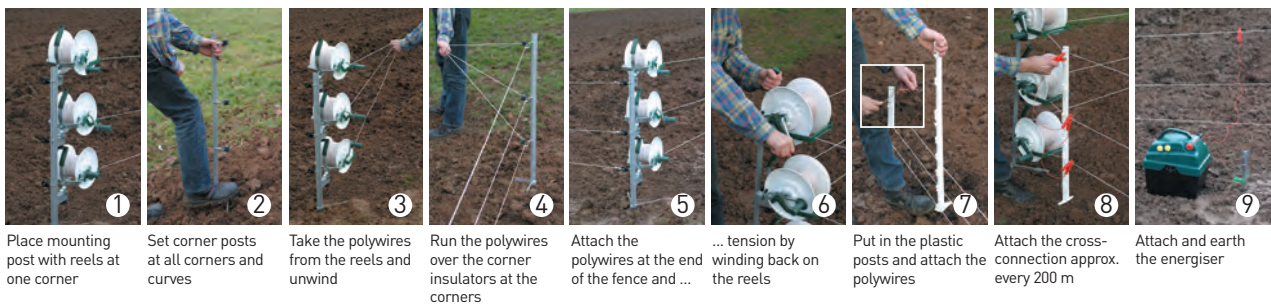 1
Place mounting
post with reels at
one corner
2
Set corner posts
at all corners and
curves
3
Take the polywires
from the reels and
unwind
4
Run the polywires
over the corner
insulators at the
corners
5
Attach the
polywires at the end
of the fence and ...
6
... tension by
winding back on
the reels
7
Put in the plastic
posts and attach the
polywires
8
Attach the cross-
connection approx.
every 200 m
9
Attach and earth
the energiser